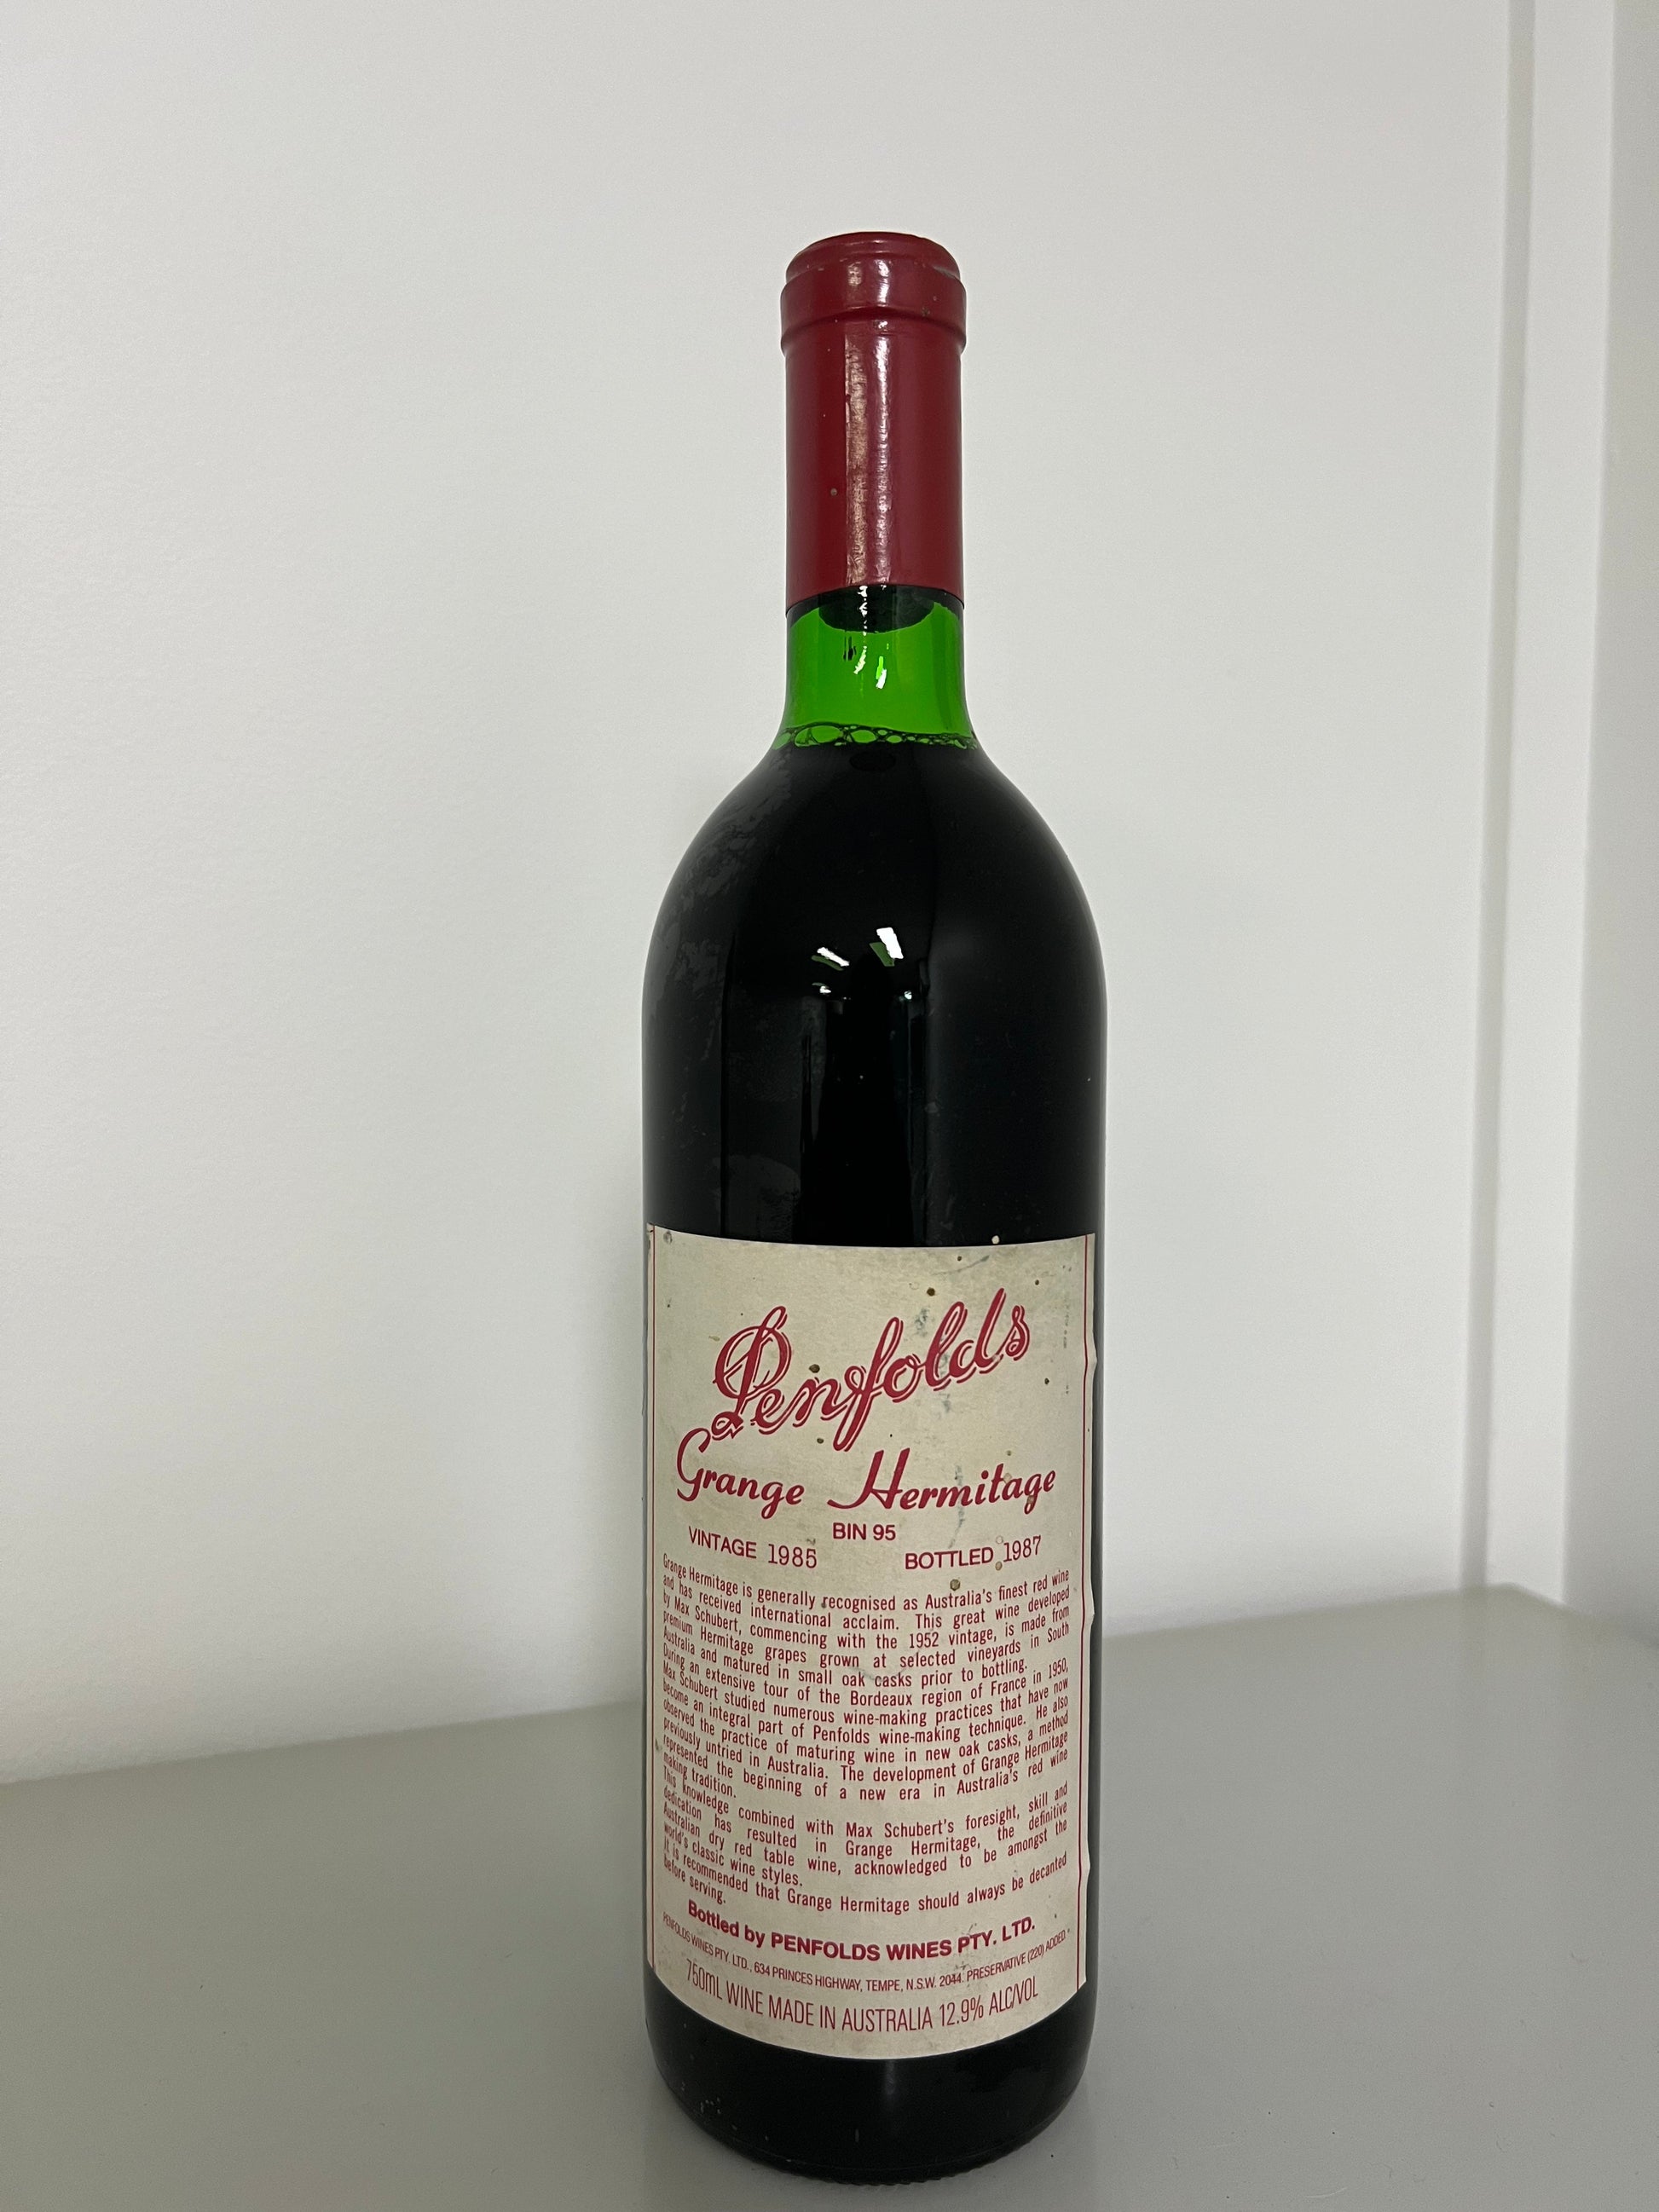 Penfolds
Grange Hermitage
BIN 95
VINTAGE 1985 BOTTLED 1987
Grange Hermitage is generally recognised as Australia's finest red wine
and has received international acclaim. This great wine developed
by Max Schubert, commencing with the 1952 vintage, is made from
premium Hermitage grapes grown at selected vineyards in South
Australia and matured in small oak casks prior to bottling.
During an extensive tour of the Bordeaux region of France in 1950,
Max Schubert studied numerous wine-making practices that have now
become an integral part of Penfolds wine-making technique. He also
observed the practice of maturing wine in new oak casks, a method
previously untried in Australia. The development of Grange Hermitage
represented the beginning of a new era in Australia's red wine
making tradition.
This knowledge combined with Max Schubert's foresight, skill and
dedication has resulted in Grange Hermitage, the definitive
Australian dry red table wine, acknowledged to be amongst the
world's classic wine styles.
It is recommended that Grange Hermitage should always be decanted
before serving.
Bottled by PENFOLDS WINES PTY. LTD.
PENFOLDS WINES PTY. LTD., 634 PRINCES HIGHWAY, TEMPE, N.S.W. 2044. PRESERVATIVE (220) ADDED
750mL WINE MADE IN AUSTRALIA 12.9% ALC/VOL